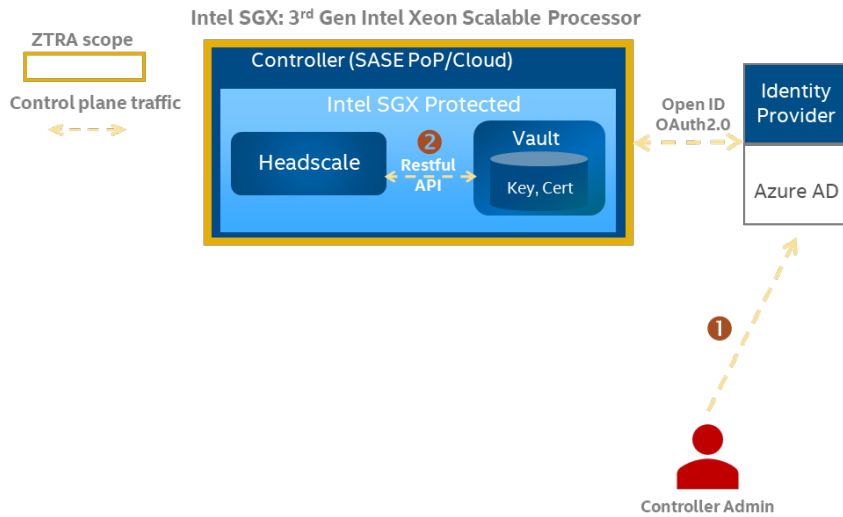 Intel SGX: 3rd Gen Intel Xeon Scalable Processor
ZTRA scope
Control plane traffic
Controller (SASE PoP/Cloud)
Intel SGX Protected
Headscale
2
Restful
API
Vault
Key, Cert
Open ID
OAuth2.0
Identity
Provider
Azure AD
1
Controller Admin